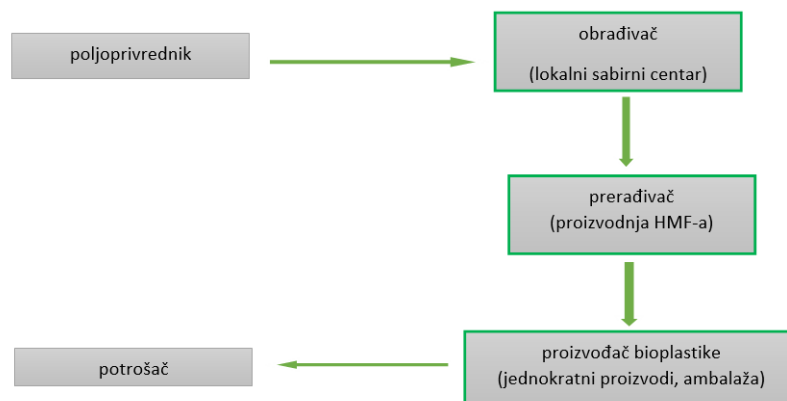 poljoprivrednik
obrađivač
(lokalni sabirni centar)
prerađivač
(proizvodnja HMF-a)
proizvođač bioplastike
(jednokratni proizvodi, ambalaža)
potrošač